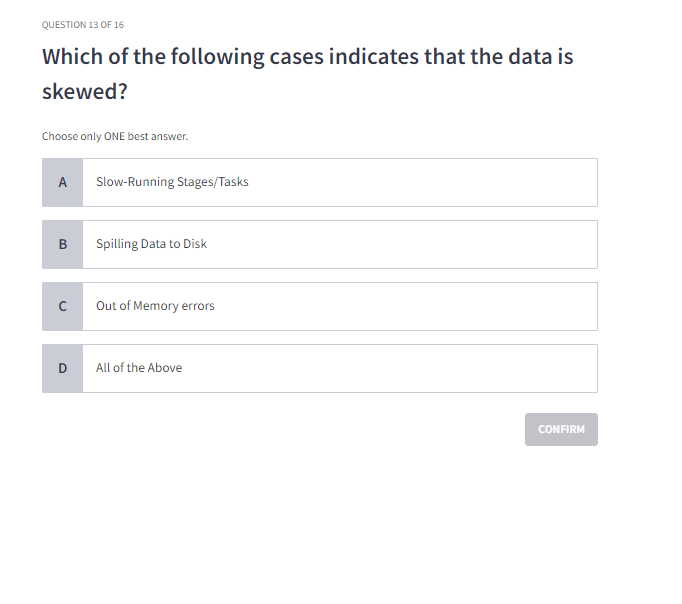 QUESTION 13 OF 16
Which of the following cases indicates that the data is
skewed?
Choose only ONE best answer.
A Slow-Running Stages/Tasks
B Spilling Data to Disk
C Out of Memory errors
D All of the Above
CONFIRM